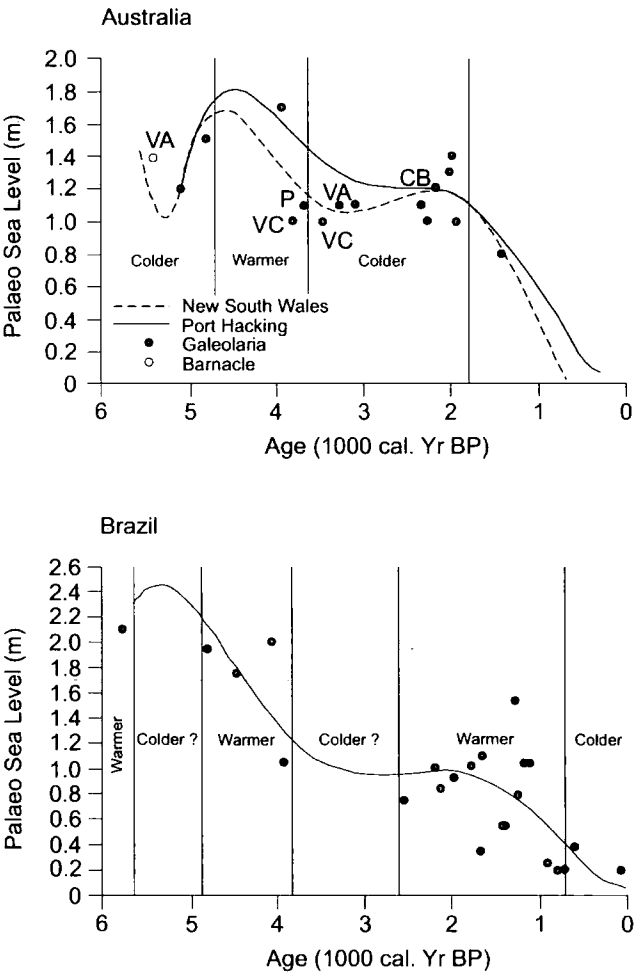 Australia
Palaeo Sea Level (m)
2.0
1.8
1.6
1.4
1.2
1.0
0.8
0.6
0.4
0.2
0
VA
P
VC
VA
VC
CB
Colder
Warmer
Colder
New South Wales
Port Hacking
Galeolaria
Barnacle
6 5 4 3 2 1 0
Age (1000 cal. Yr BP)
Brazil
Palaeo Sea Level (m)
2.6
2.4
2.2
2.0
1.8
1.6
1.4
1.2
1.0
0.8
0.6
0.4
0.2
0
Warmer
Colder ?
Warmer
Colder ?
Warmer
Colder
6 5 4 3 2 1 0
Age (1000 cal. Yr BP)